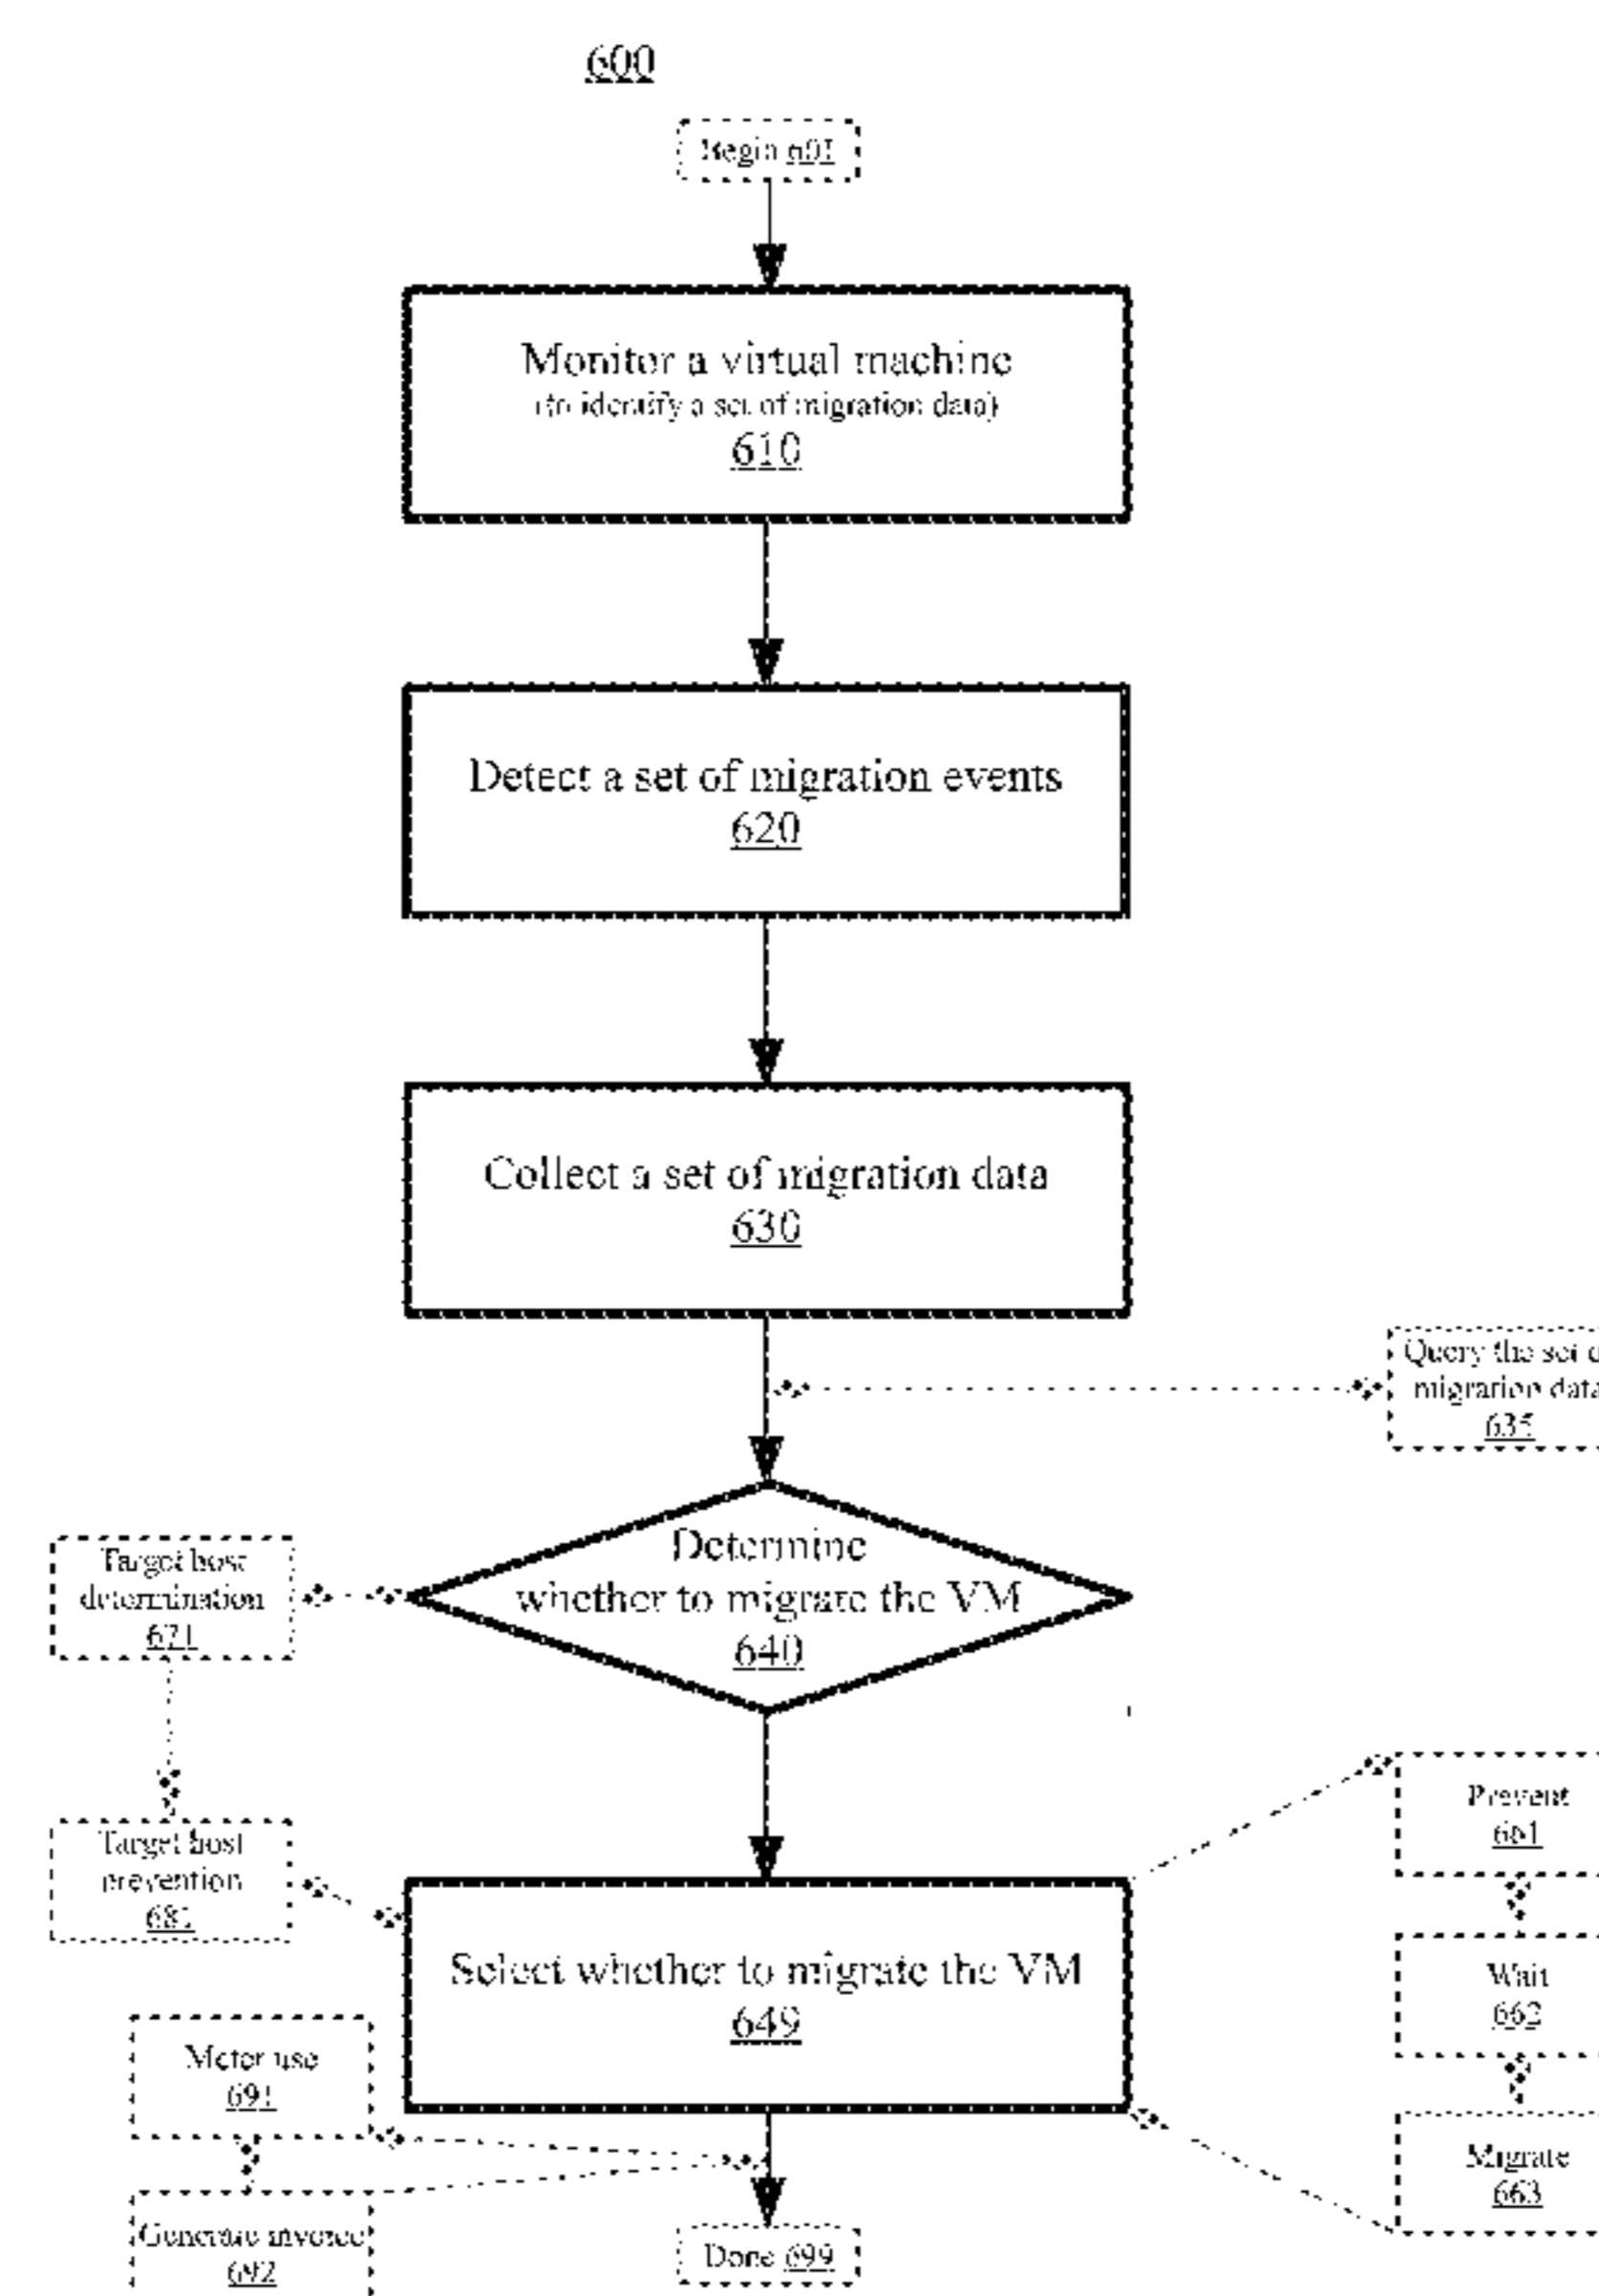 600
Begin 601
Monitor a virtual machine
(to identify a set of migration data)
610
Detect a set of migration events
620
Collect a set of migration data
630
Query the set o
migration data
635
Determine
whether to migrate the VM
640
Target host
determination
671
Target host
prevention
681
Prevent
661
Select whether to migrate the VM
649
Wait
662
Meter use
691
Migrate
663
Generate invoice
692
Done 699